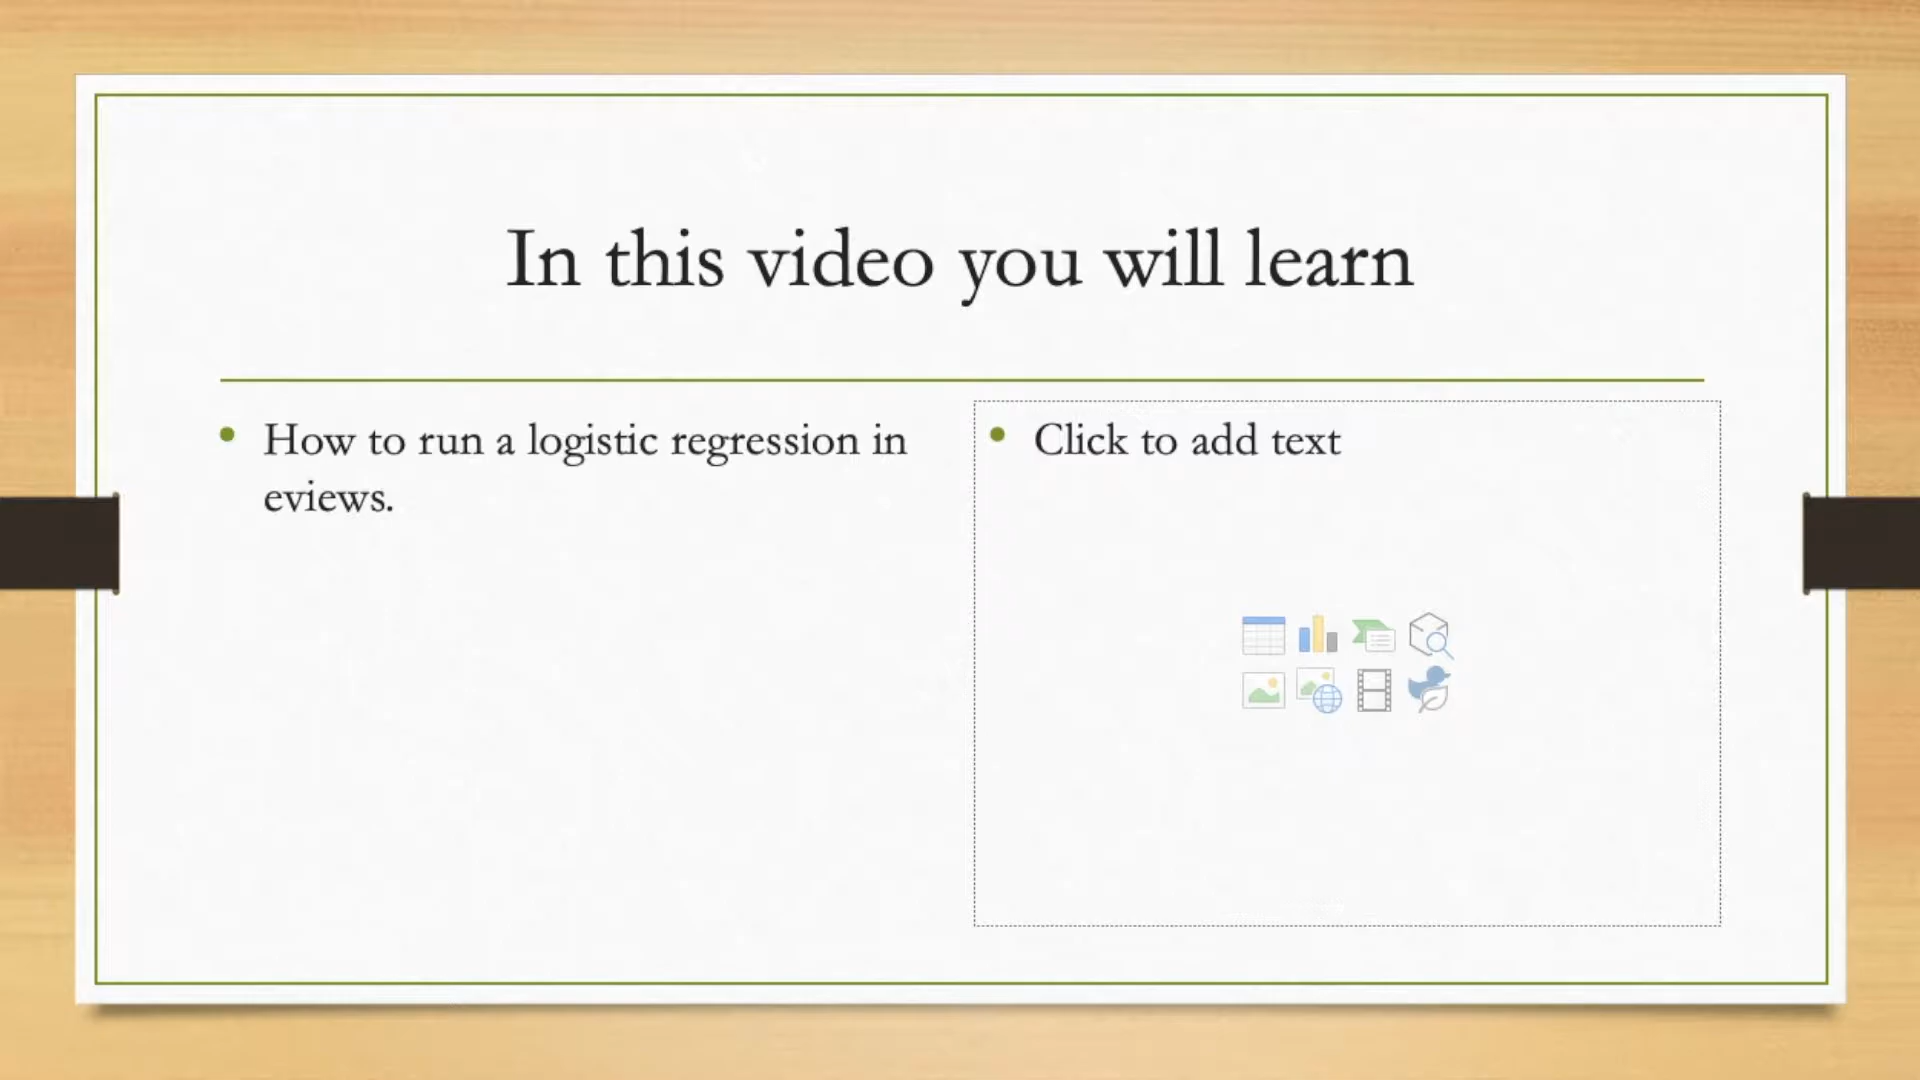 In this video you will learn
How to run a logistic regression in
eviews.
Click to add text